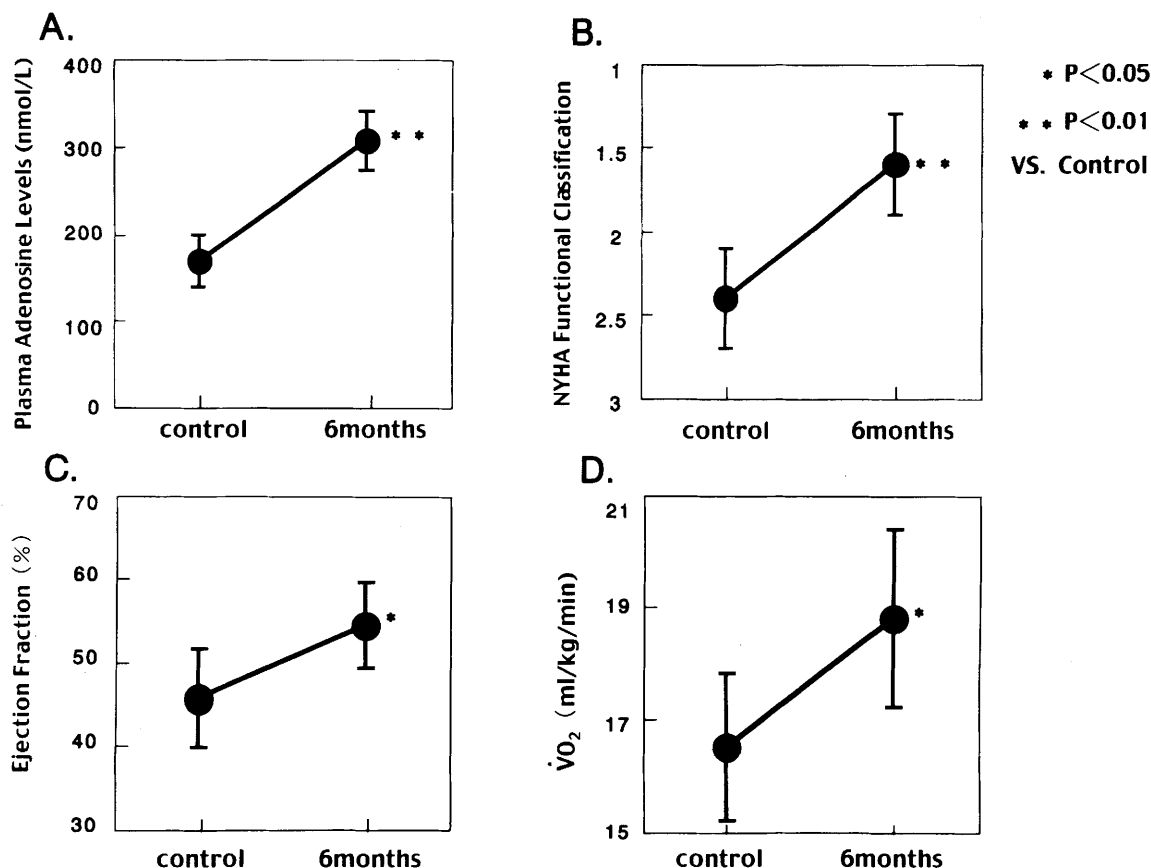 A.
Plasma Adenosine Levels (nmol/L)
400
300
200
100
0
* *
control
6months
B.
NYHA Functional Classification
1
1.5
2
2.5
3
* *
control
6months
* P<0.05
* * P<0.01
VS. Control
C.
Ejection Fraction (%)
70
60
50
40
30
*
control
6months
D.
V̇O₂ (ml/kg/min)
21
19
17
15
*
control
6months